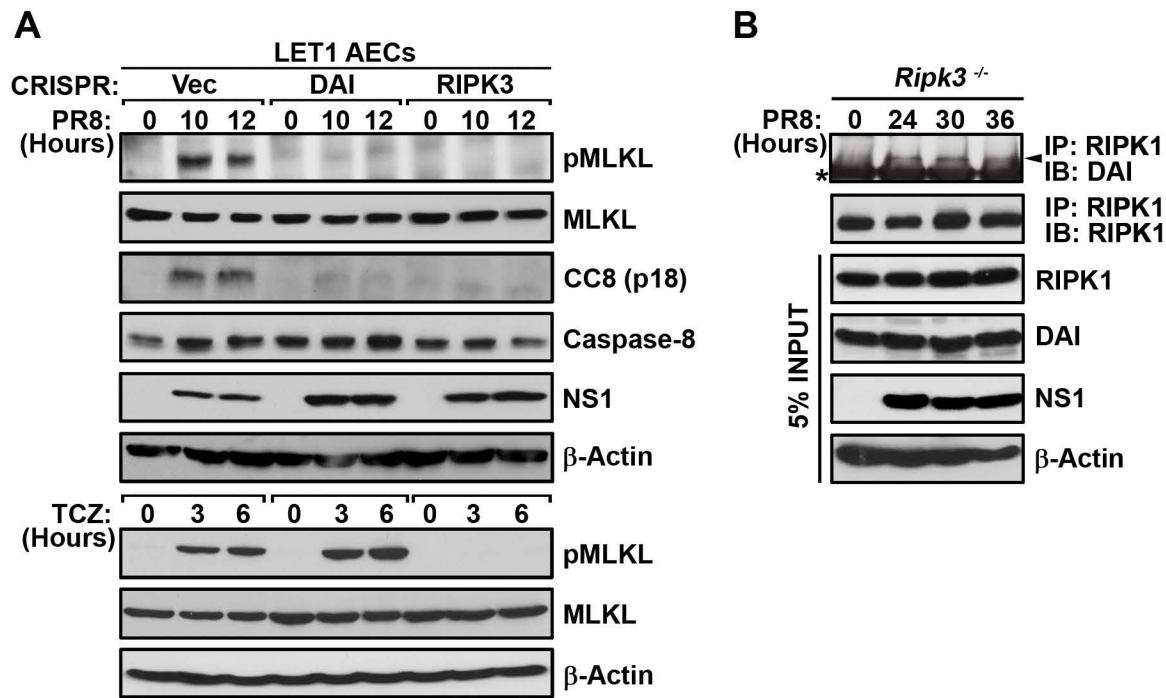 A
LET1 AECs
CRISPR: Vec DAI RIPK3
PR8: 0 10 12 0 10 12 0 10 12
(Hours)
pMLKL
MLKL
CC8 (p18)
Caspase-8
NS1
β-Actin
TCZ: 0 3 6 0 3 6 0 3 6
(Hours)
pMLKL
MLKL
β-Actin
B
Ripk3 -/-
PR8: 0 24 30 36
(Hours)
IP: RIPK1
* IB: DAI
IP: RIPK1
IB: RIPK1
5% INPUT
RIPK1
DAI
NS1
β-Actin